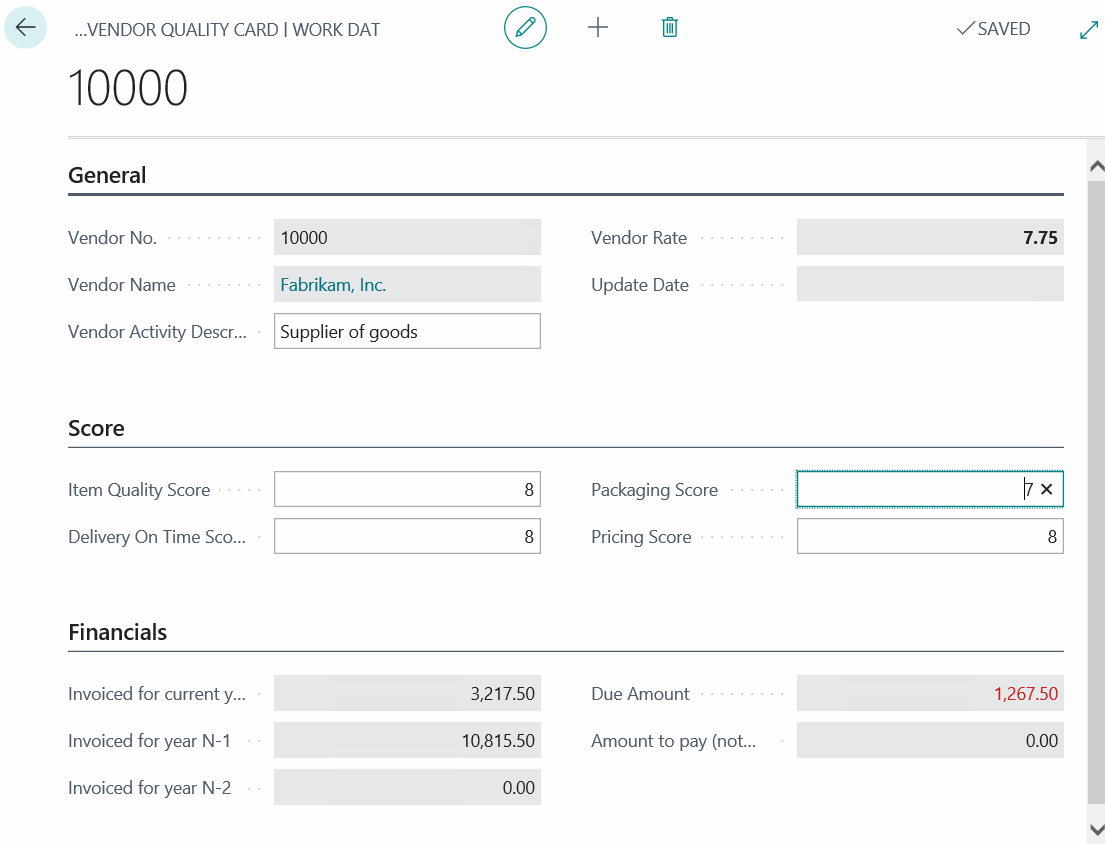 ...VENDOR QUALITY CARD | WORK DAT
SAVED
10000
General
Vendor No. 10000
Vendor Rate 7.75
Vendor Name Fabrikam, Inc.
Update Date
Vendor Activity Descr... Supplier of goods
Score
Item Quality Score 8
Packaging Score 7
Delivery On Time Sco... 8
Pricing Score 8
Financials
Invoiced for current y... 3,217.50
Due Amount 1,267.50
Invoiced for year N-1 10,815.50
Amount to pay (not... 0.00
Invoiced for year N-2 0.00